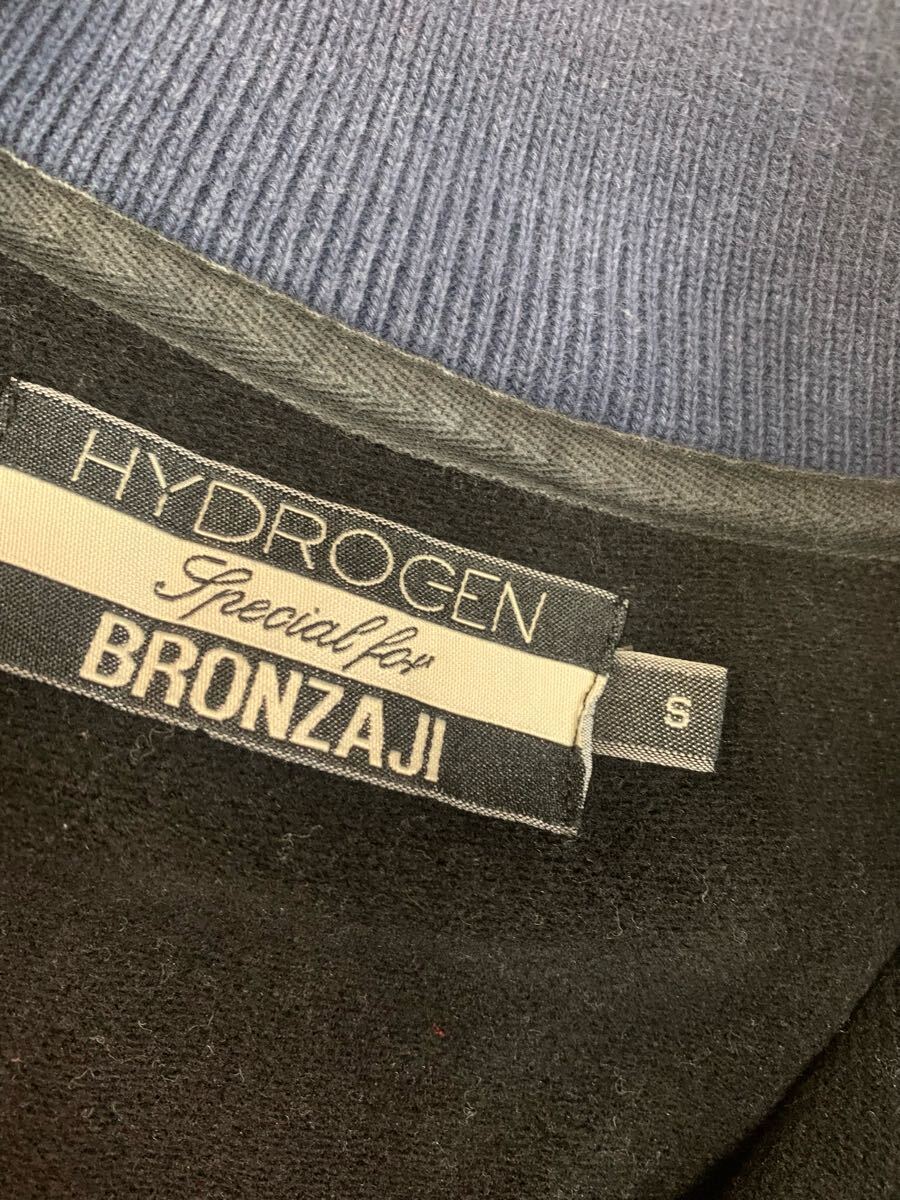 HYDROGEN
Special for
BRONZAJI
S